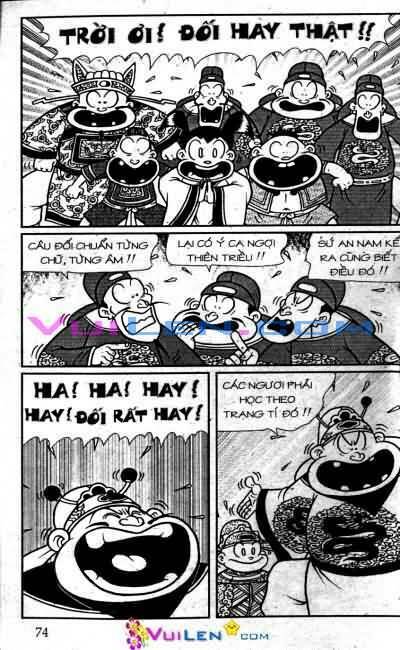 TRỜI ƠI! ĐỐI HAY THẬT!!
CÂU ĐỐI CHUẨN TỪNG
CHỮ, TỪNG ÂM!!
LẠI CÓ Ý CA NGỢI
THIÊN TRIỀU!!
SỨ AN NAM KỂ
RA CŨNG BIẾT
ĐIỀU ĐÓ!!
VUILEN.COM
HA! HA! HAY!
HAY! ĐỐI RẤT HAY!
CÁC NGƯƠI PHẢI
HỌC THEO
TRẠNG TÍ ĐÓ!!
74
VUILEN.COM